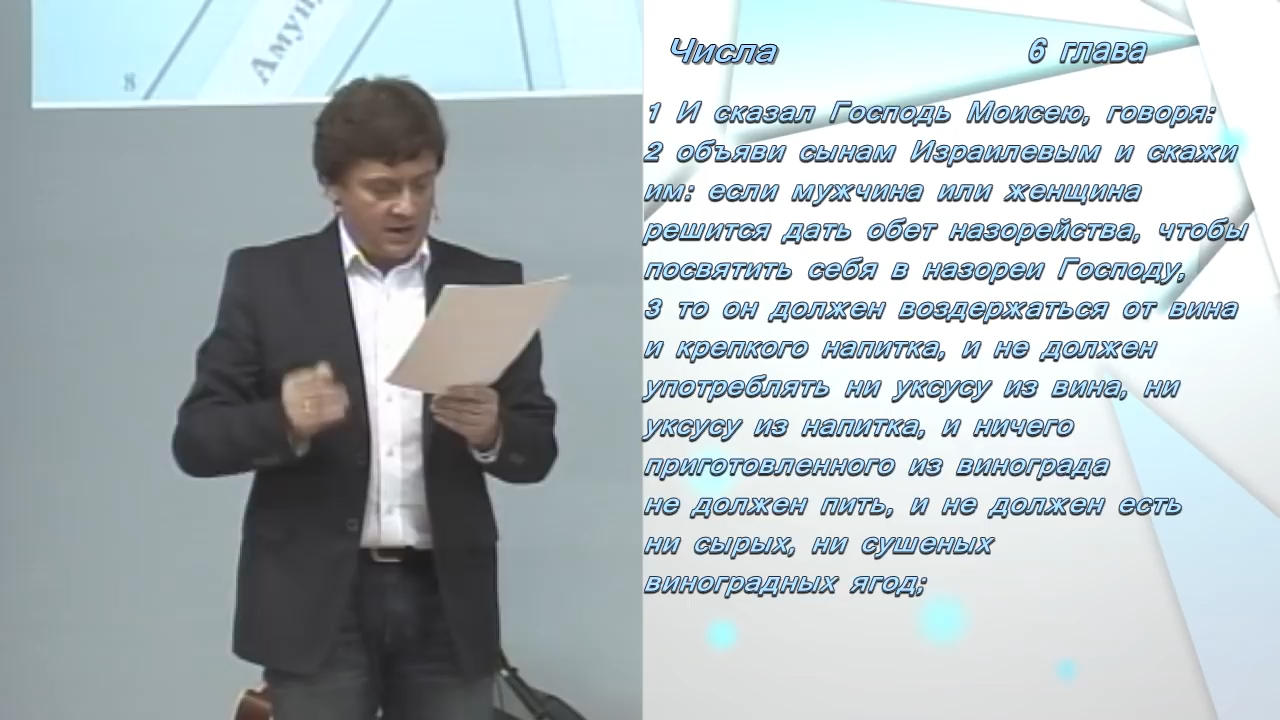 8
Числа 6 глава
1 И сказал Господь Моисею, говоря:
2 объяви сынам Израилевым и скажи
им: если мужчина или женщина
решится дать обет назорейства, чтобы
посвятить себя в назореи Господу,
3 то он должен воздержаться от вина
и крепкого напитка, и не должен
употреблять ни уксусу из вина, ни
уксусу из напитка, и ничего
приготовленного из винограда
не должен пить, и не должен есть
ни сырых, ни сушеных
виноградных ягод;